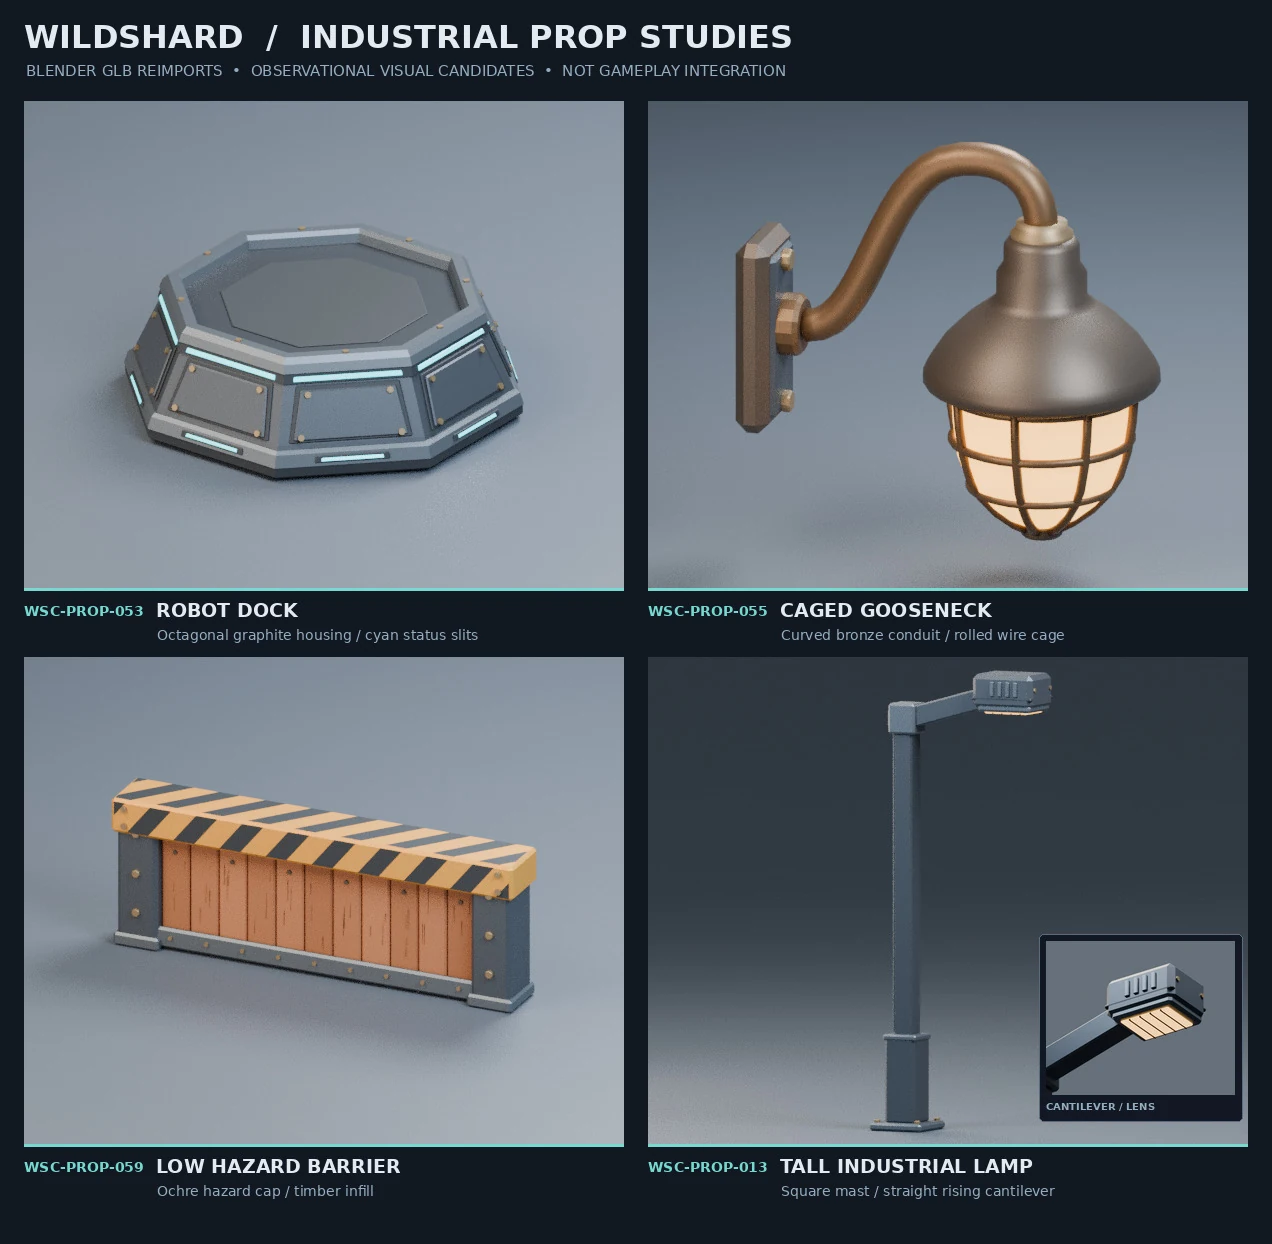 WILDSHARD / INDUSTRIAL PROP STUDIES
BLENDER GLB REIMPORTS • OBSERVATIONAL VISUAL CANDIDATES • NOT GAMEPLAY INTEGRATION
WSC-PROP-053 ROBOT DOCK
Octagonal graphite housing / cyan status slits
WSC-PROP-055 CAGED GOOSENECK
Curved bronze conduit / rolled wire cage
CANTILEVER / LENS
WSC-PROP-059 LOW HAZARD BARRIER
Ochre hazard cap / timber infill
WSC-PROP-013 TALL INDUSTRIAL LAMP
Square mast / straight rising cantilever